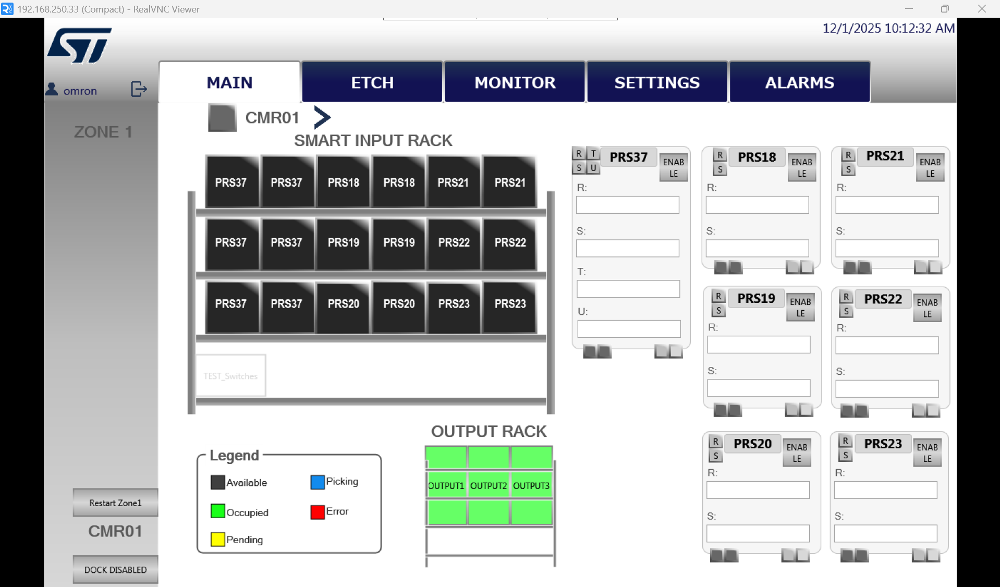 192.168.250.33 (Compact) - RealVNC Viewer
12/1/2025 10:12:32 AM
ST
omron
MAIN
ETCH
MONITOR
SETTINGS
ALARMS
ZONE 1
CMR01
SMART INPUT RACK
PRS37 PRS37 PRS18 PRS18 PRS21 PRS21
PRS37 PRS37 PRS19 PRS19 PRS22 PRS22
PRS37 PRS37 PRS20 PRS20 PRS23 PRS23
TEST_Switches
R T
S U
PRS37
ENAB
LE
R:
S:
T:
U:
R
S
PRS18
ENAB
LE
R:
S:
R
S
PRS21
ENAB
LE
R:
S:
R
S
PRS19
ENAB
LE
R:
S:
R
S
PRS22
ENAB
LE
R:
S:
R
S
PRS20
ENAB
LE
R:
S:
R
S
PRS23
ENAB
LE
R:
S:
OUTPUT RACK
OUTPUT1 OUTPUT2 OUTPUT3
Legend
Available
Picking
Occupied
Error
Pending
Restart Zone1
CMR01
DOCK DISABLED